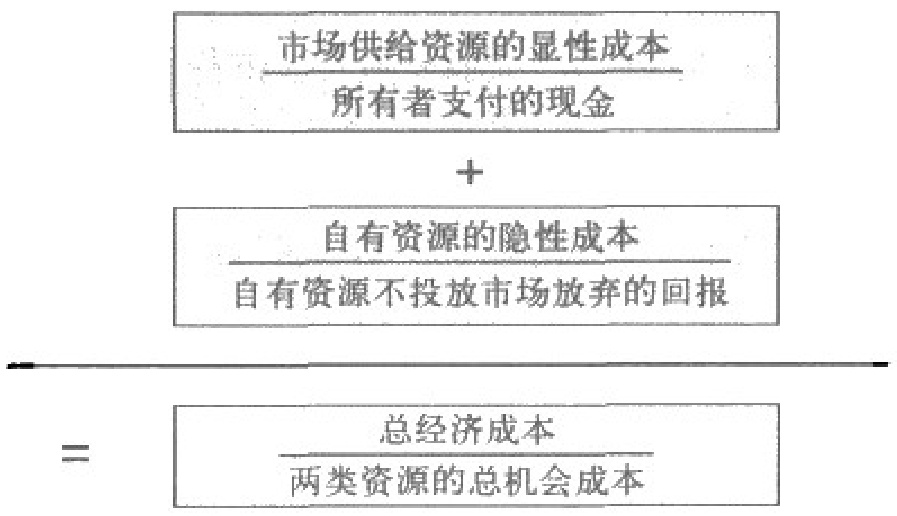 市场供给资源的显性成本
所有者支付的现金
+
自有资源的隐性成本
自有资源不投放市场放弃的回报
=
总经济成本
两类资源的总机会成本